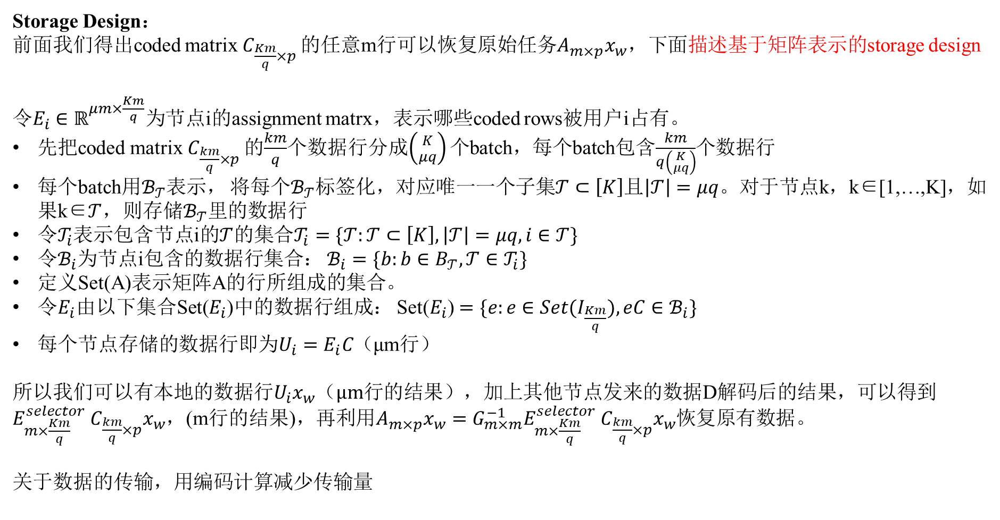 Storage Design：
前面我们得出coded matrix $C_{\frac{Km}{q}\times p}$ 的任意m行可以恢复原始任务$A_{m\times p}x_w$，下面描述基于矩阵表示的storage design
令$E_i \in \mathbb{R}^{\mu m\times\frac{Km}{q}}$为节点i的assignment matrx，表示哪些coded rows被用户i占有。
• 先把coded matrix $C_{\frac{km}{q}\times p}$ 的$\frac{km}{q}$个数据行分成$\binom{K}{\mu q}$个batch，每个batch包含$\frac{km}{q\binom{K}{\mu q}}$个数据行
• 每个batch用$\mathcal{B}_{\mathcal{T}}$表示， 将每个$\mathcal{B}_{\mathcal{T}}$标签化，对应唯一一个子集$\mathcal{T} \subset [K]$且$|\mathcal{T}| = \mu q$。对于节点k，k∈[1,…,K]，如
果k∈$\mathcal{T}$，则存储$\mathcal{B}_{\mathcal{T}}$里的数据行
• 令$\mathcal{T}_i$表示包含节点i的$\mathcal{T}$的集合$\mathcal{T}_i = \{\mathcal{T}: \mathcal{T} \subset [K], |\mathcal{T}| = \mu q, i \in \mathcal{T}\}$
• 令$\mathcal{B}_i$为节点i包含的数据行集合： $\mathcal{B}_i = \{b: b \in B_{\mathcal{T}}, \mathcal{T} \in \mathcal{T}_i\}$
• 定义Set(A)表示矩阵A的行所组成的集合。
• 令$E_i$由以下集合Set($E_i$)中的数据行组成： Set($E_i$) $= \{e: e \in Set(I_{\frac{Km}{q}}), eC \in \mathcal{B}_i\}$
• 每个节点存储的数据行即为$U_i = E_iC$（μm行）
所以我们可以有本地的数据行$U_ix_w$（μm行的结果），加上其他节点发来的数据D解码后的结果，可以得到
$E^{selector}_{m\times\frac{Km}{q}} C_{\frac{km}{q}\times p}x_w$，(m行的结果)，再利用$A_{m\times p}x_w = G^{-1}_{m\times m}E^{selector}_{m\times\frac{Km}{q}} C_{\frac{km}{q}\times p}x_w$恢复原有数据。
关于数据的传输，用编码计算减少传输量